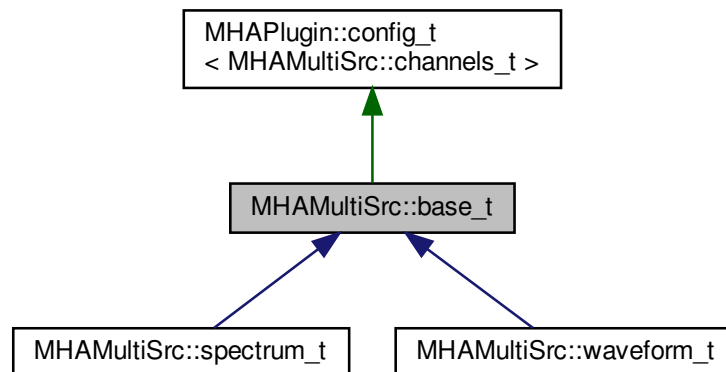 MHAPlugin::config_t
< MHAMultiSrc::channels_t >
MHAMultiSrc::base_t
MHAMultiSrc::spectrum_t
MHAMultiSrc::waveform_t